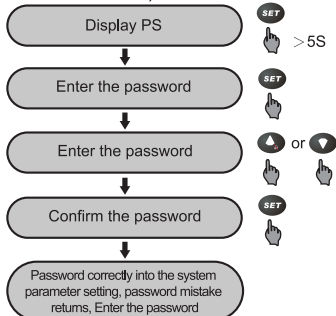 Display PS
SET
>5S
Enter the password
SET
Enter the password
or
Confirm the password
SET
Password correctly into the system
parameter setting, password mistake
returns, Enter the password